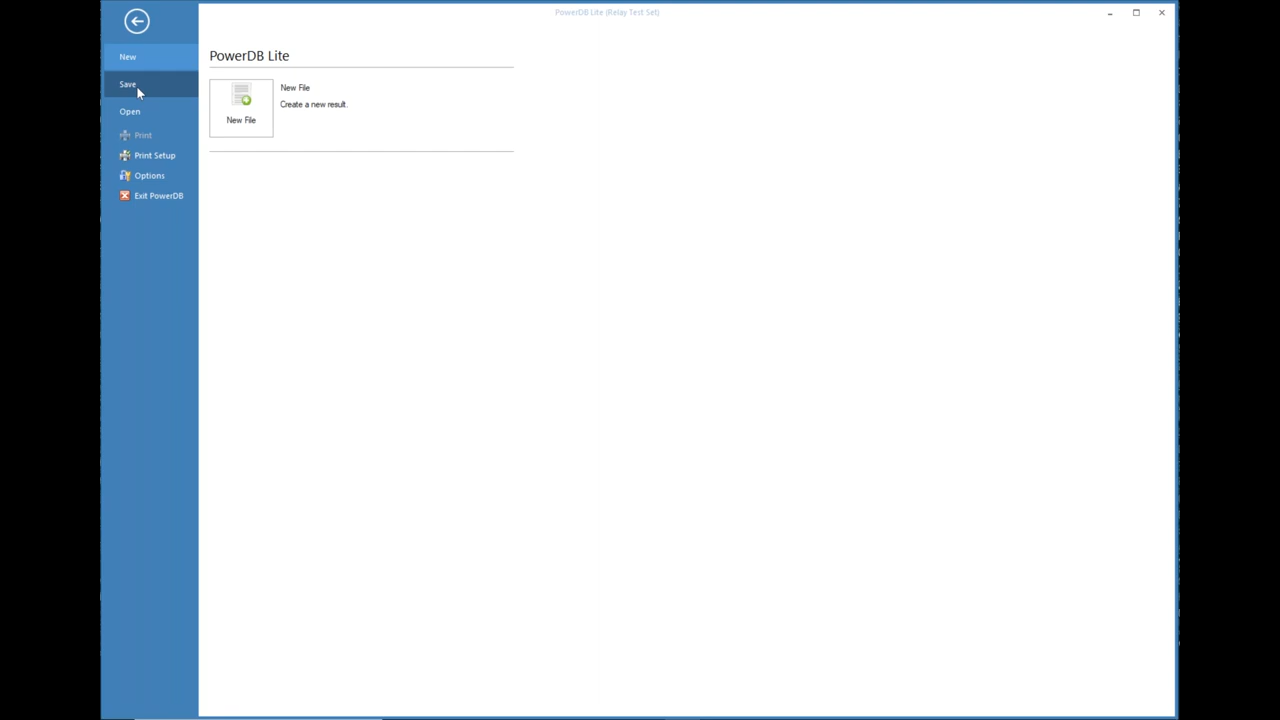 PowerDB Lite (Relay Test Set)
New
Save
Open
Print
Print Setup
Options
Exit PowerDB
PowerDB Lite
New File
New File
Create a new result.